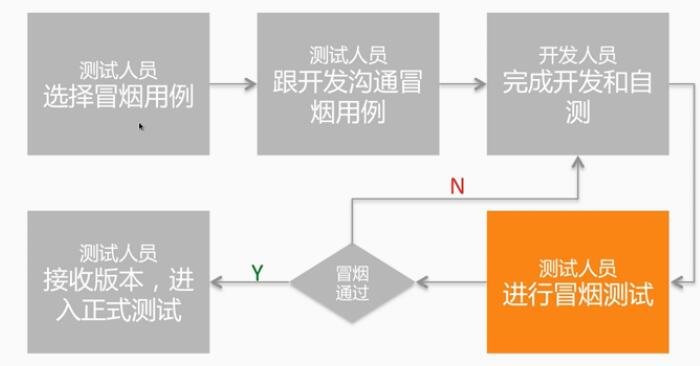 测试人员
选择冒烟用例
测试人员
跟开发沟通冒
烟用例
开发人员
完成开发和自
测
N
测试人员
进行冒烟测试
冒烟
通过
Y
测试人员
接收版本，进
入正式测试